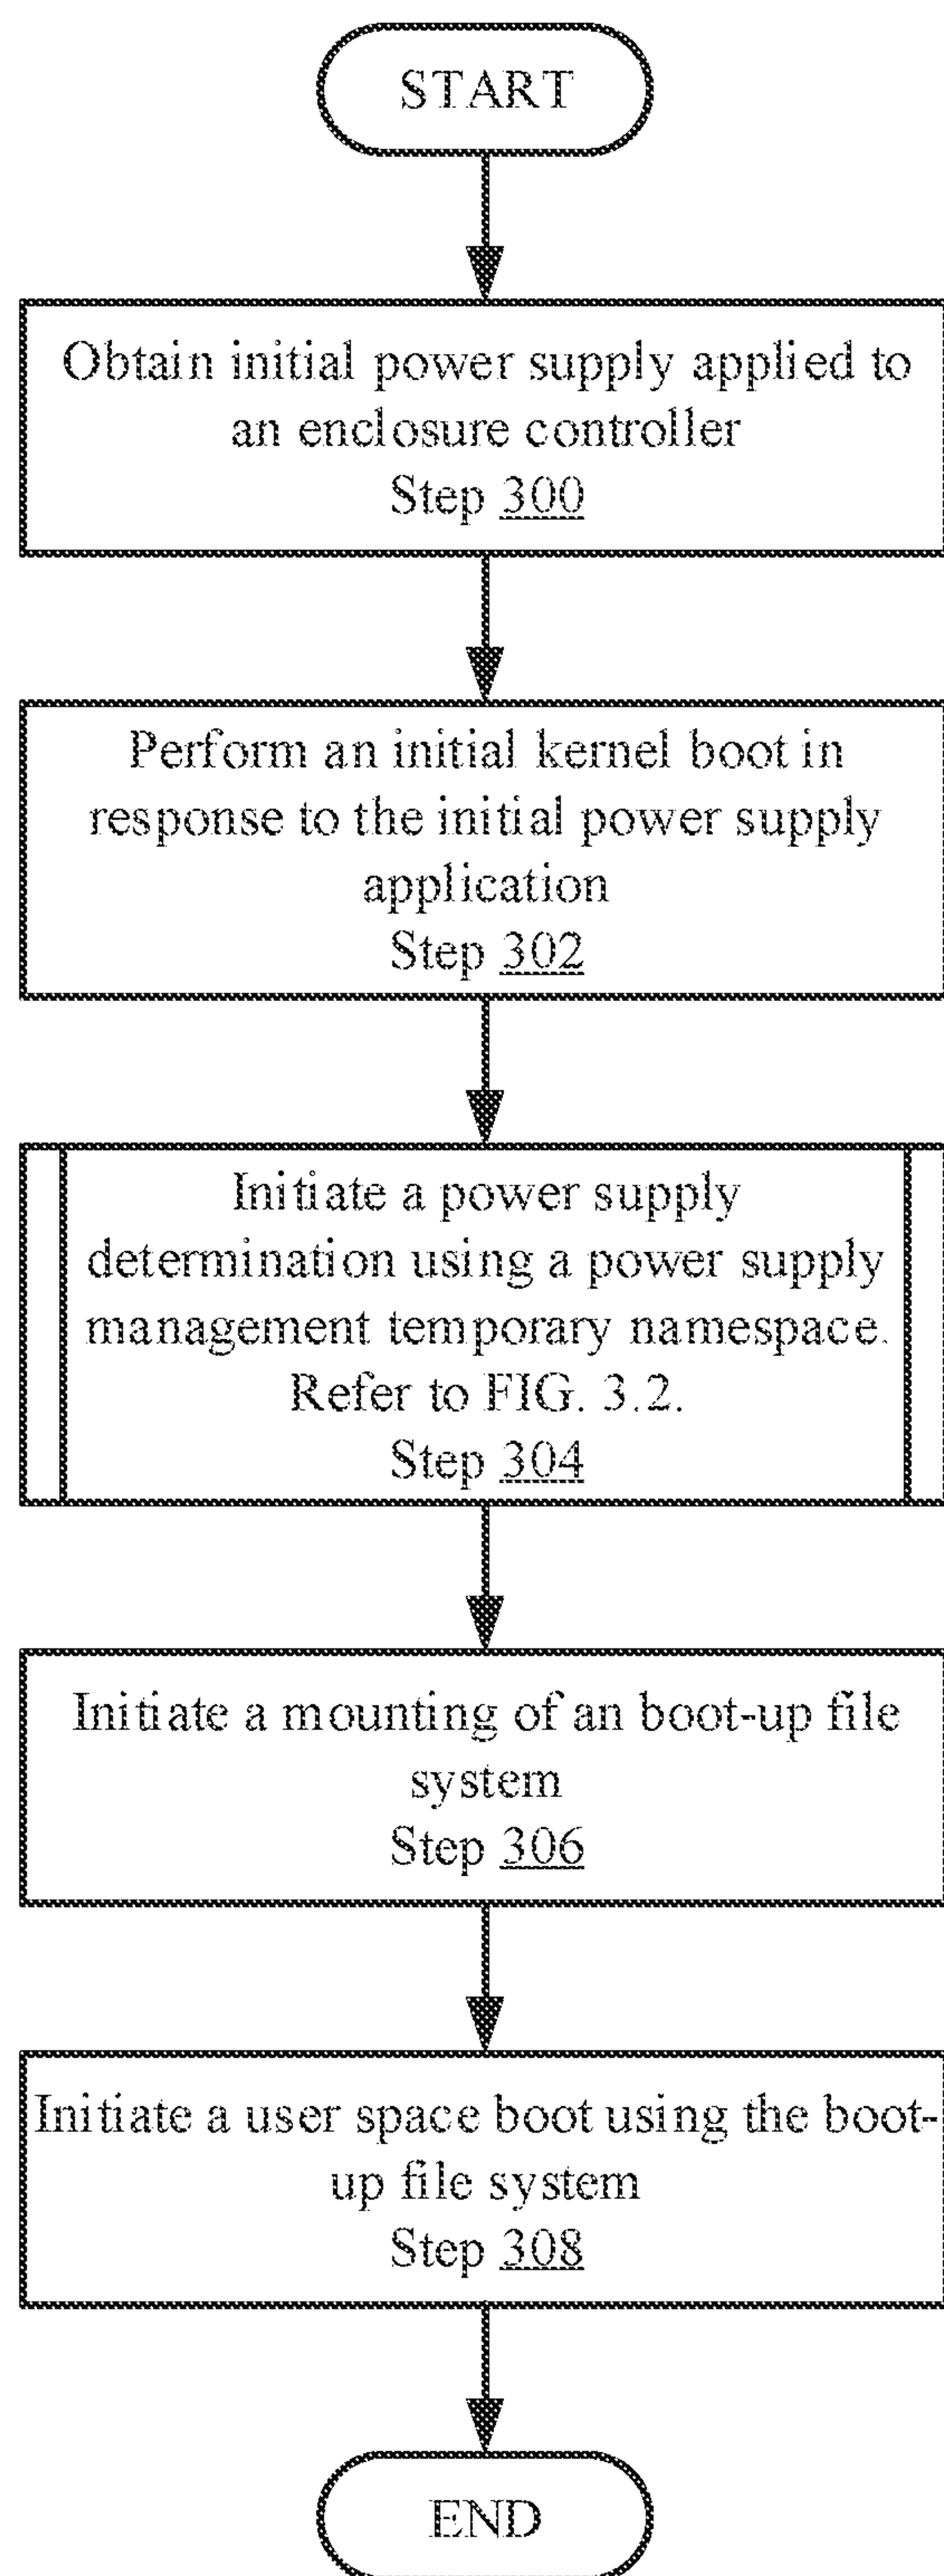 START
Obtain initial power supply applied to
an enclosure controller
Step 300
Perform an initial kernel boot in
response to the initial power supply
application
Step 302
Initiate a power supply
determination using a power supply
management temporary namespace.
Refer to FIG. 3.2.
Step 304
Initiate a mounting of an boot-up file
system
Step 306
Initiate a user space boot using the boot-
up file system
Step 308
END